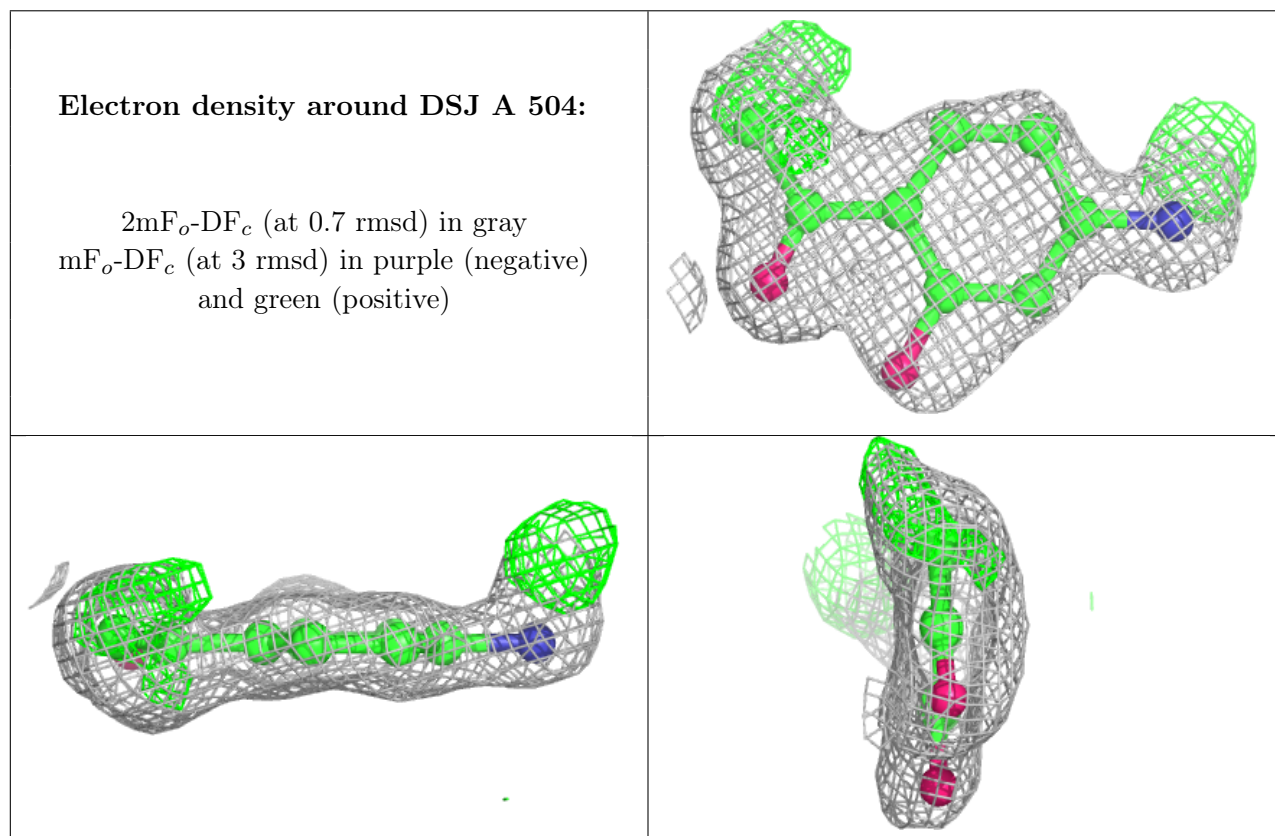 Electron density around DSJ A 504:
2mFo-DFc (at 0.7 rmsd) in gray
mFo-DFc (at 3 rmsd) in purple (negative)
and green (positive)